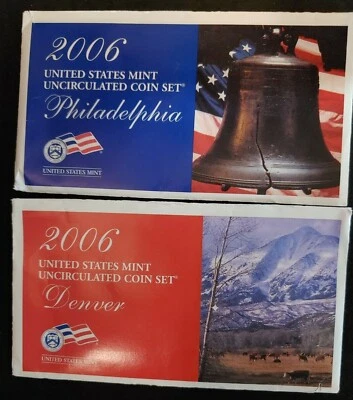 2006
UNITED STATES MINT
UNCIRCULATED COIN SET®
Philadelphia
UNITED STATES MINT
2006
UNITED STATES MINT
UNCIRCULATED COIN SET®
Denver
UNITED STATES MINT